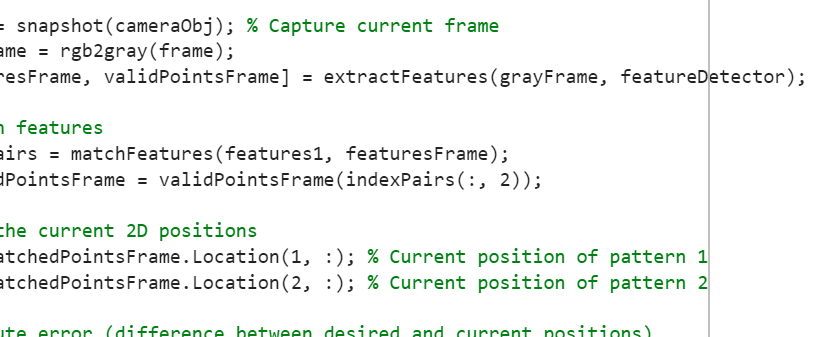 = snapshot(cameraObj); % Capture current frame
ame = rgb2gray(frame);
resFrame, validPointsFrame] = extractFeatures(grayFrame, featureDetector);
n features
airs = matchFeatures(features1, featuresFrame);
dPointsFrame = validPointsFrame(indexPairs(:, 2));
the current 2D positions
atchedPointsFrame.Location(1, :); % Current position of pattern 1
atchedPointsFrame.Location(2, :); % Current position of pattern 2
ute error (difference between desired and current positions)